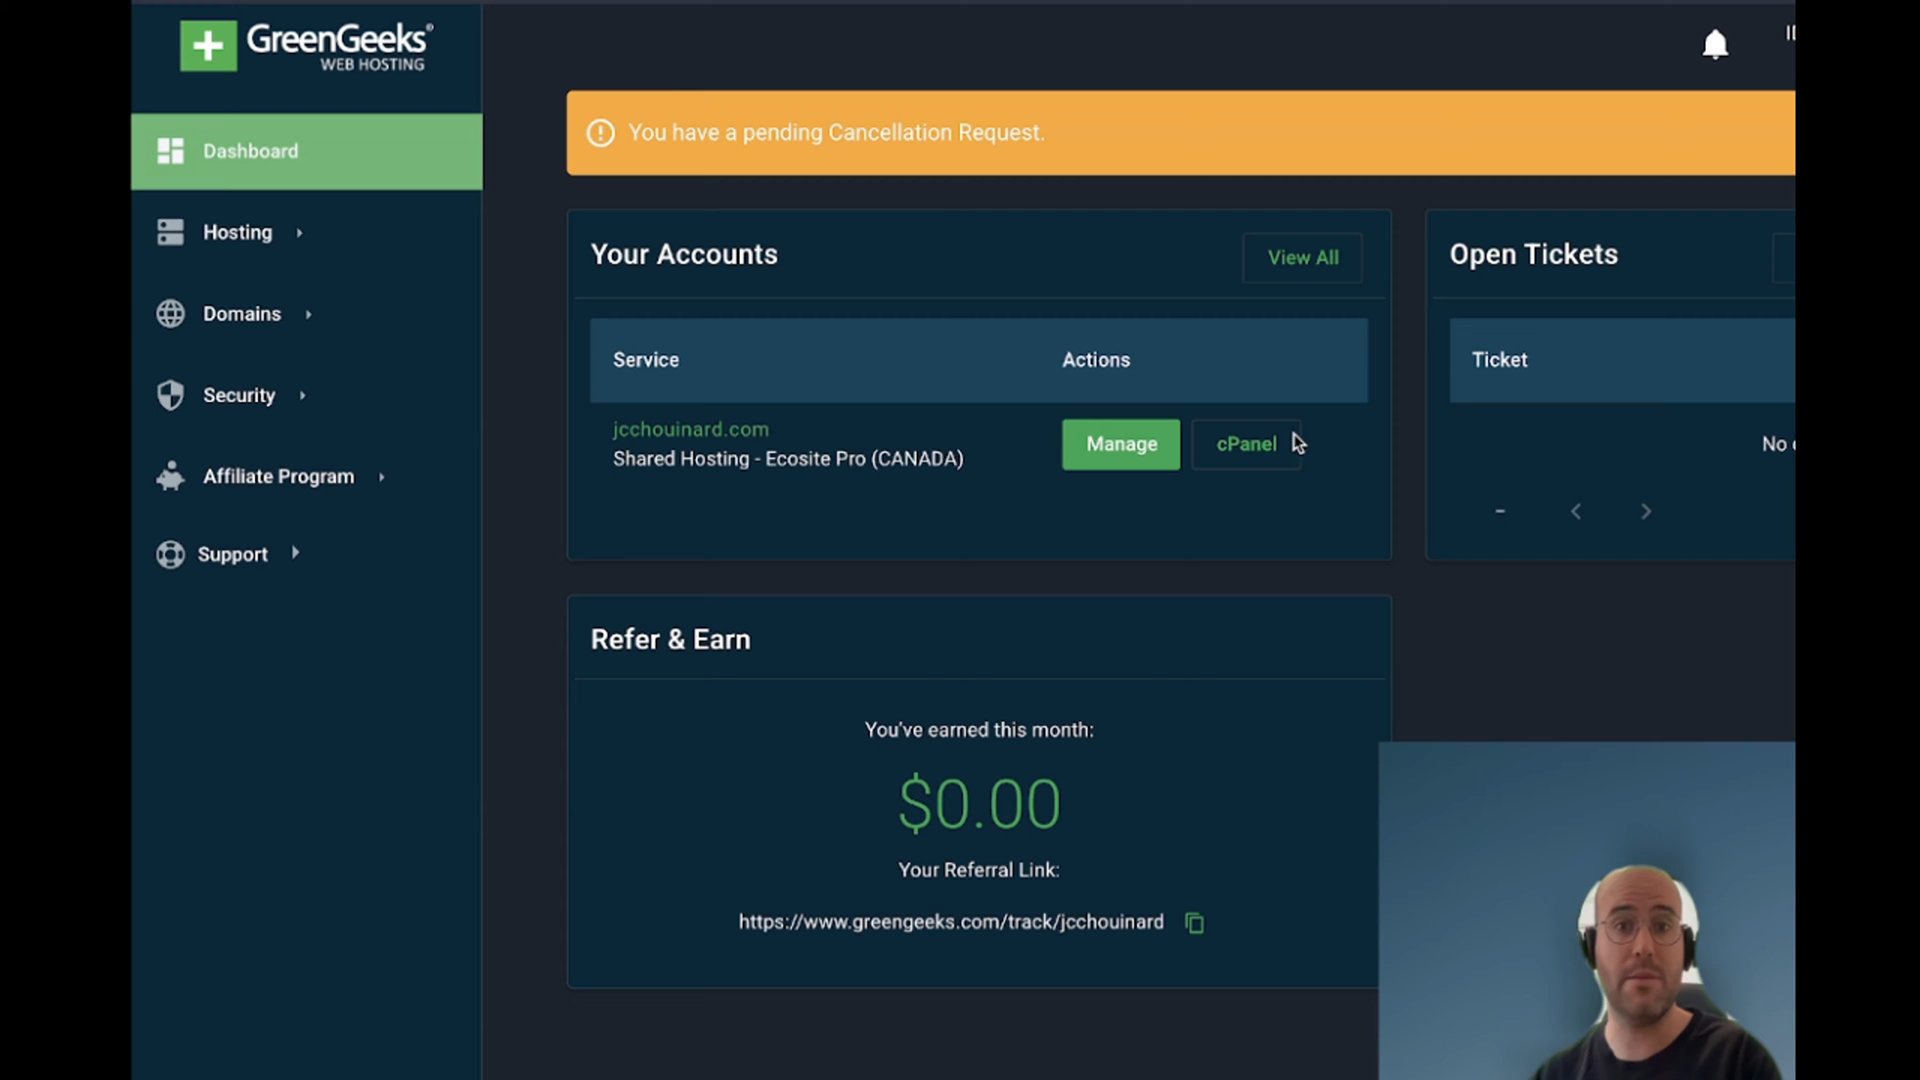 GreenGeeks®
WEB HOSTING
Dashboard
Hosting
Domains
Security
Affiliate Program
Support
You have a pending Cancellation Request.
Your Accounts
View All
Service
Actions
jcchouinard.com
Shared Hosting - Ecosite Pro (CANADA)
Manage
cPanel
Open Tickets
Ticket
No
Refer & Earn
You've earned this month:
$0.00
Your Referral Link:
https://www.greengeeks.com/track/jcchouinard